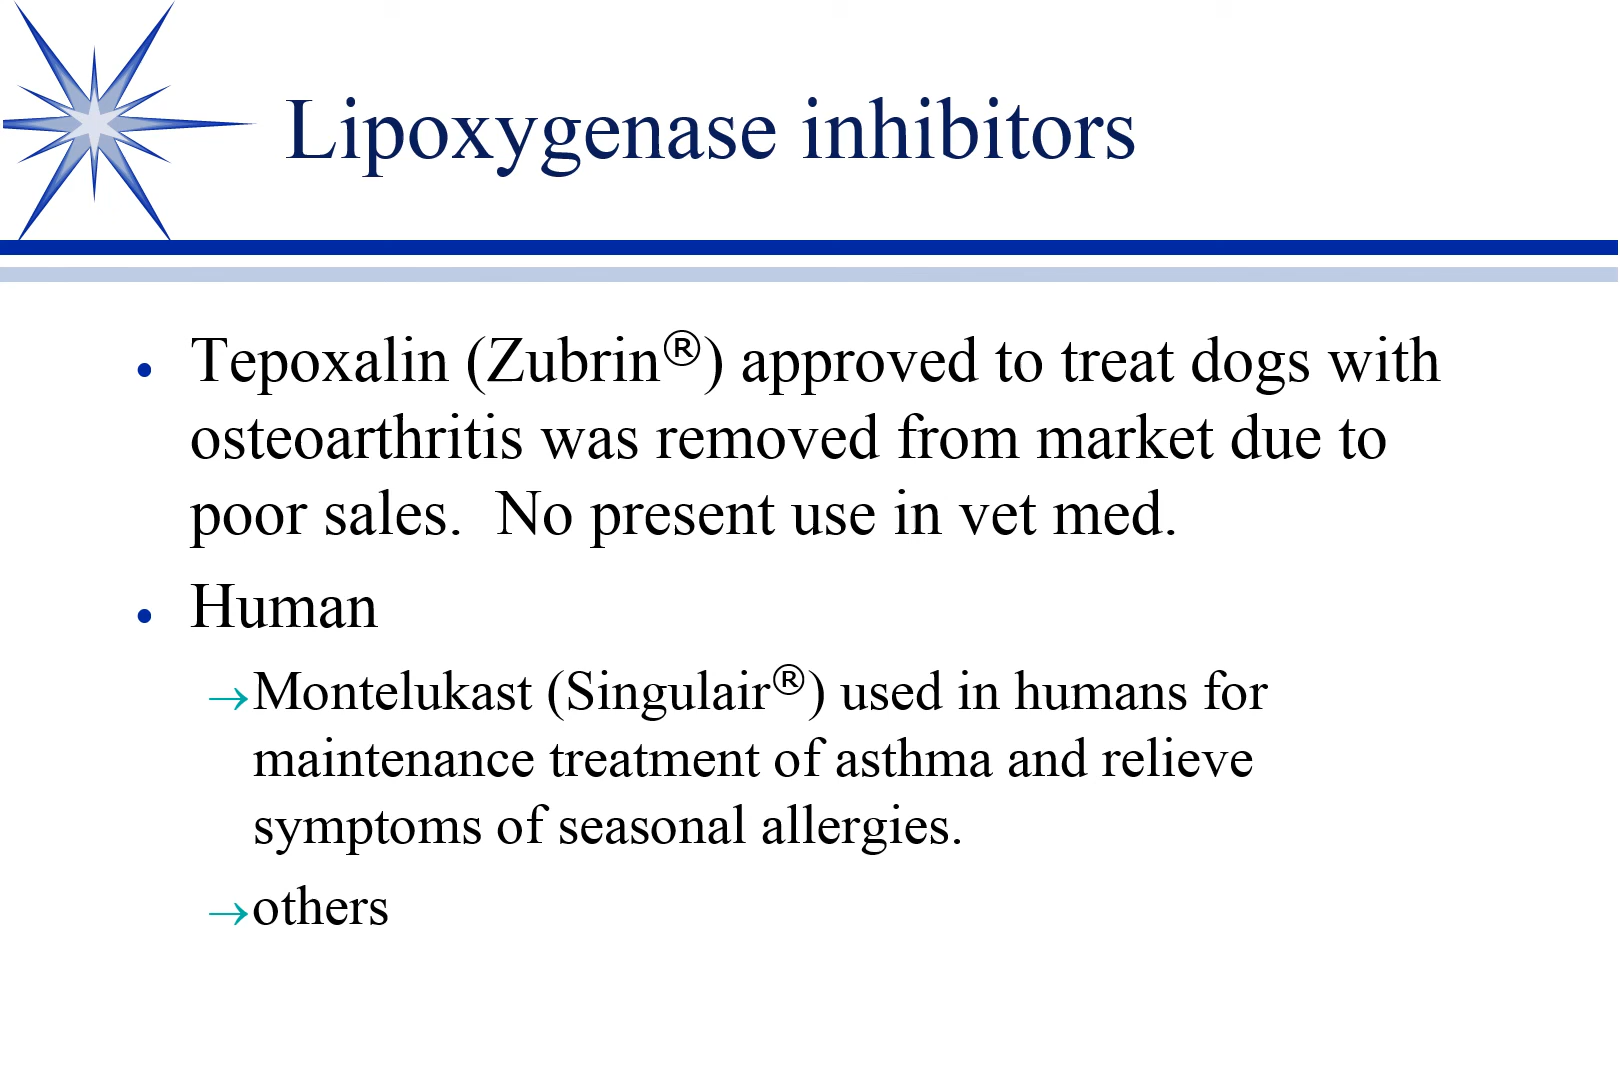 Lipoxygenase inhibitors
• Tepoxalin (Zubrin®) approved to treat dogs with
osteoarthritis was removed from market due to
poor sales.  No present use in vet med.
• Human
→Montelukast (Singulair®) used in humans for
maintenance treatment of asthma and relieve
symptoms of seasonal allergies.
→others